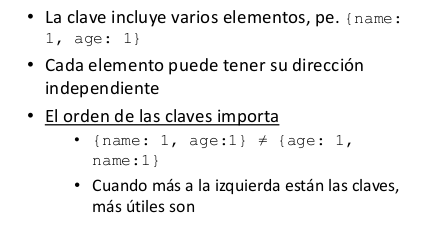 • La clave incluye varios elementos, pe. {name:
1, age: 1}
• Cada elemento puede tener su dirección
independiente
• El orden de las claves importa
• {name: 1, age:1} ≠ {age: 1,
name:1}
• Cuando más a la izquierda están las claves,
más útiles son